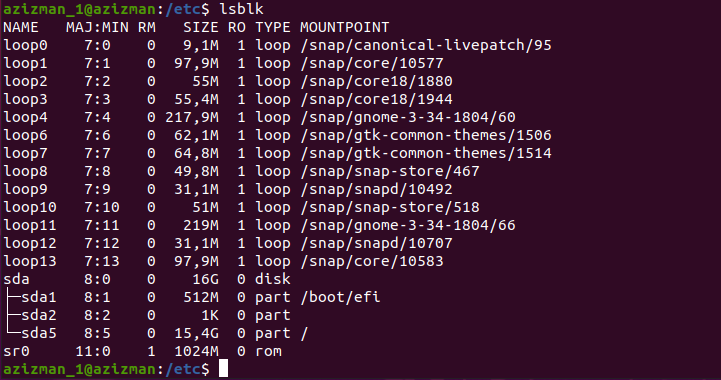 azizman_1@azizman:/etc$ lsblk
NAME   MAJ:MIN RM   SIZE RO TYPE MOUNTPOINT
loop0    7:0    0   9,1M  1 loop /snap/canonical-livepatch/95
loop1    7:1    0  97,9M  1 loop /snap/core/10577
loop2    7:2    0    55M  1 loop /snap/core18/1880
loop3    7:3    0  55,4M  1 loop /snap/core18/1944
loop4    7:4    0 217,9M  1 loop /snap/gnome-3-34-1804/60
loop6    7:6    0  62,1M  1 loop /snap/gtk-common-themes/1506
loop7    7:7    0  64,8M  1 loop /snap/gtk-common-themes/1514
loop8    7:8    0  49,8M  1 loop /snap/snap-store/467
loop9    7:9    0  31,1M  1 loop /snap/snapd/10492
loop10   7:10   0    51M  1 loop /snap/snap-store/518
loop11   7:11   0   219M  1 loop /snap/gnome-3-34-1804/66
loop12   7:12   0  31,1M  1 loop /snap/snapd/10707
loop13   7:13   0  97,9M  1 loop /snap/core/10583
sda      8:0    0    16G  0 disk
├─sda1   8:1    0   512M  0 part /boot/efi
├─sda2   8:2    0     1K  0 part
└─sda5   8:5    0  15,4G  0 part /
sr0     11:0    1  1024M  0 rom
azizman_1@azizman:/etc$